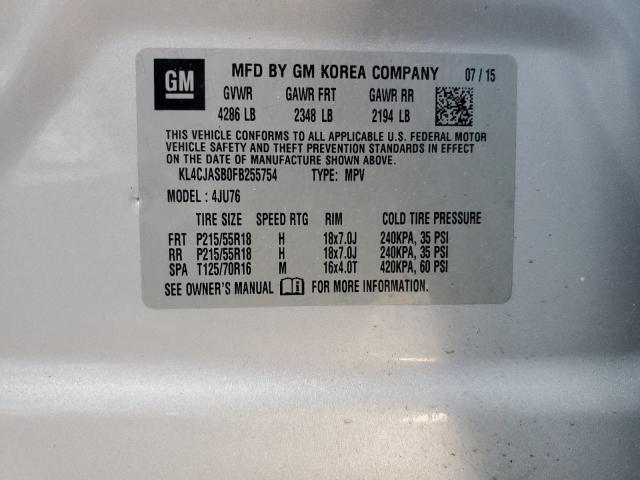 GM MFD BY GM KOREA COMPANY 07/15
GVWR GAWR FRT GAWR RR
4286 LB 2348 LB 2194 LB
THIS VEHICLE CONFORMS TO ALL APPLICABLE U.S. FEDERAL MOTOR
VEHICLE SAFETY AND THEFT PREVENTION STANDARDS IN EFFECT
ON THE DATE OF MANUFACTURE SHOWN ABOVE.
KL4CJASB0FB255754 TYPE: MPV
MODEL : 4JU76
TIRE SIZE SPEED RTG RIM COLD TIRE PRESSURE
FRT P215/55R18 H 18x7.0J 240KPA, 35 PSI
RR P215/55R18 H 18x7.0J 240KPA, 35 PSI
SPA T125/70R16 M 16x4.0T 420KPA, 60 PSI
SEE OWNER'S MANUAL FOR MORE INFORMATION.